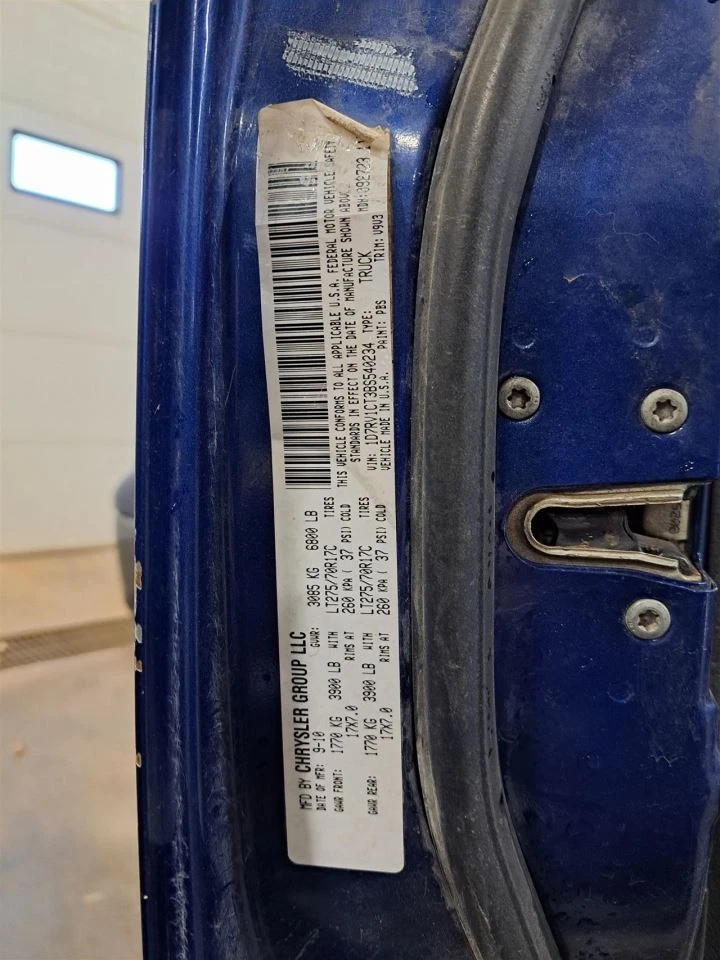 MFD BY CHRYSLER GROUP LLC
DATE OF MFR: 9-10 GVWR: 3085 KG 6800 LB
GAWR FRONT: 1770 KG 3900 LB WITH LT275/70R17C TIRES
17X7.0 RIMS AT 260 KPA ( 37 PSI) COLD
GAWR REAR: 1770 KG 3900 LB WITH LT275/70R17C TIRES
17X7.0 RIMS AT 260 KPA ( 37 PSI) COLD
THIS VEHICLE CONFORMS TO ALL APPLICABLE U.S.A. FEDERAL MOTOR VEHICLE SAFETY
STANDARDS IN EFFECT ON THE DATE OF MANUFACTURE SHOWN ABOVE
VIN: 1D7RV1CT3BS540234 TYPE: TRUCK MDH:
VEHICLE MADE IN U.S.A. PAINT: PBS TRIM: V9V3